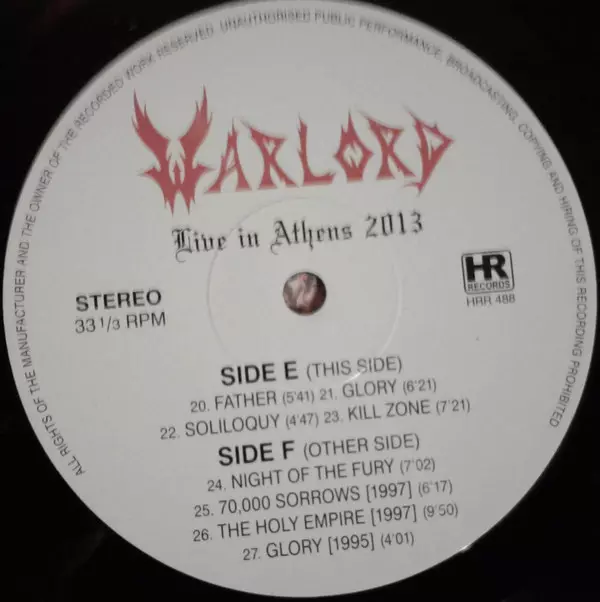 ALL RIGHTS OF THE MANUFACTURER AND THE OWNER OF THE RECORDED WORK RESERVED. UNAUTHORISED PUBLIC PERFORMANCE, BROADCASTING, COPYING AND HIRING OF THIS RECORDING PROHIBITED
WARLORD
Live in Athens 2013
STEREO
33 1/3 RPM
HR
RECORDS
HRR 488
SIDE E (THIS SIDE)
20. FATHER (5'41) 21. GLORY (6'21)
22. SOLILOQUY (4'47) 23. KILL ZONE (7'21)
SIDE F (OTHER SIDE)
24. NIGHT OF THE FURY (7'02)
25. 70,000 SORROWS [1997] (6'17)
26. THE HOLY EMPIRE [1997] (9'50)
27. GLORY [1995] (4'01)